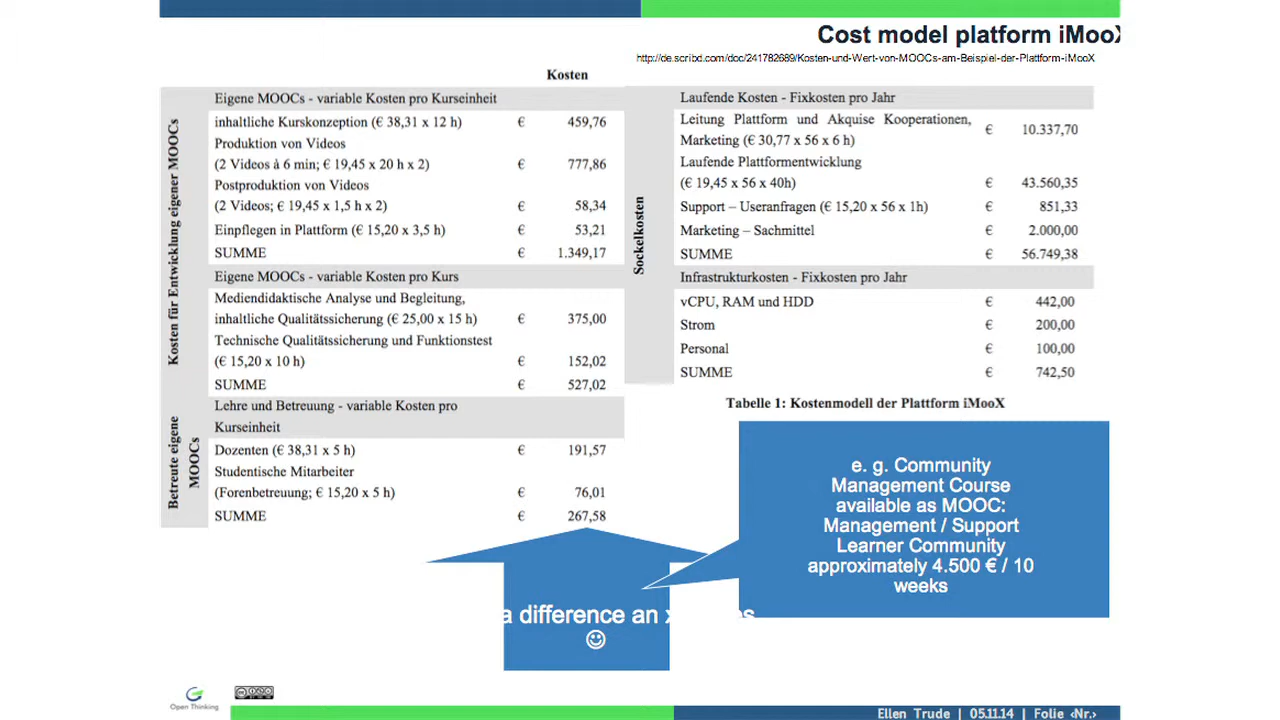 Cost model platform iMooX
http://de.scribd.com/doc/241782689/Kosten-und-Wert-von-MOOCs-am-Beispiel-der-Plattform-iMooX
Kosten
Kosten für Entwicklung eigener MOOCs
Eigene MOOCs - variable Kosten pro Kurseinheit
inhaltliche Kurskonzeption (€ 38,31 x 12 h) € 459,76
Produktion von Videos
(2 Videos à 6 min; € 19,45 x 20 h x 2) € 777,86
Postproduktion von Videos
(2 Videos; € 19,45 x 1,5 h x 2) € 58,34
Einpflegen in Plattform (€ 15,20 x 3,5 h) € 53,21
SUMME € 1.349,17
Eigene MOOCs - variable Kosten pro Kurs
Mediendidaktische Analyse und Begleitung,
inhaltliche Qualitätssicherung (€ 25,00 x 15 h) € 375,00
Technische Qualitätssicherung und Funktionstest
(€ 15,20 x 10 h) € 152,02
SUMME € 527,02
Betreute eigene
MOOCs
Lehre und Betreuung - variable Kosten pro
Kurseinheit
Dozenten (€ 38,31 x 5 h) € 191,57
Studentische Mitarbeiter
(Forenbetreuung; € 15,20 x 5 h) € 76,01
SUMME € 267,58
Sockelkosten
Laufende Kosten - Fixkosten pro Jahr
Leitung Plattform und Akquise Kooperationen,
Marketing (€ 30,77 x 56 x 6 h) € 10.337,70
Laufende Plattformentwicklung
(€ 19,45 x 56 x 40h) € 43.560,35
Support – Useranfragen (€ 15,20 x 56 x 1h) € 851,33
Marketing – Sachmittel € 2.000,00
SUMME € 56.749,38
Infrastrukturkosten - Fixkosten pro Jahr
vCPU, RAM und HDD € 442,00
Strom € 200,00
Personal € 100,00
SUMME € 742,50
Tabelle 1: Kostenmodell der Plattform iMooX
e. g. Community
Management Course
available as MOOC:
Management / Support
Learner Community
approximately 4.500 € / 10
weeks
a difference an
☺
Open Thinking
Ellen Trude | 05.11.14 | Folie ‹Nr.›